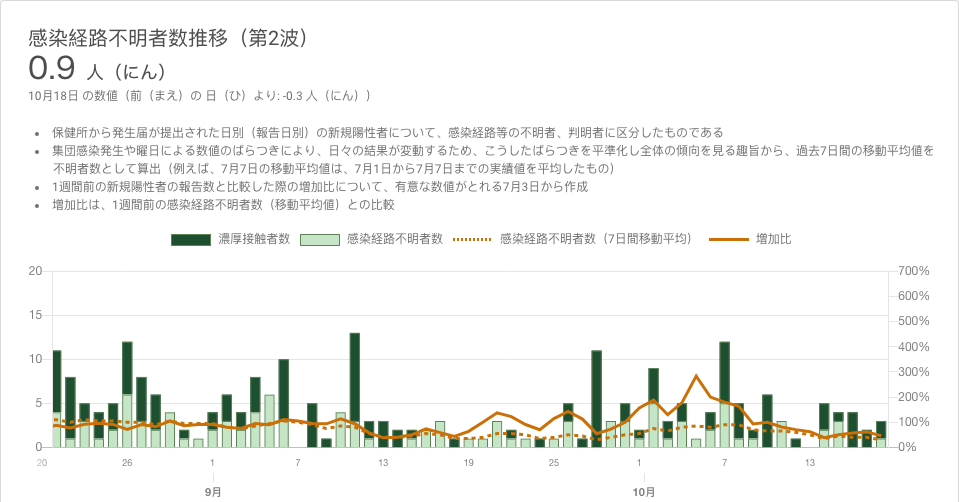 感染経路不明者数推移（第2波）
0.9 人（にん）
10月18日 の数値（前（まえ）の 日（ひ）より: -0.3 人（にん））
• 保健所から発生届が提出された日別（報告日別）の新規陽性者について、感染経路等の不明者、判明者に区分したものである
• 集団感染発生や曜日による数値のばらつきにより、日々の結果が変動するため、こうしたばらつきを平準化し全体の傾向を見る趣旨から、過去7日間の移動平均値を
不明者数として算出（例えば、7月7日の移動平均値は、7月1日から7月7日までの実績値を平均したもの）
• 1週間前の新規陽性者の報告数と比較した際の増加比について、有意な数値がとれる7月3日から作成
• 増加比は、1週間前の感染経路不明者数（移動平均値）との比較
濃厚接触者数 感染経路不明者数 感染経路不明者数（7日間移動平均） 増加比
20 700%
600%
15 500%
400%
10 300%
200%
5 100%
0 0%
20 26 1 7 13 19 25 1 7 13
9月 10月